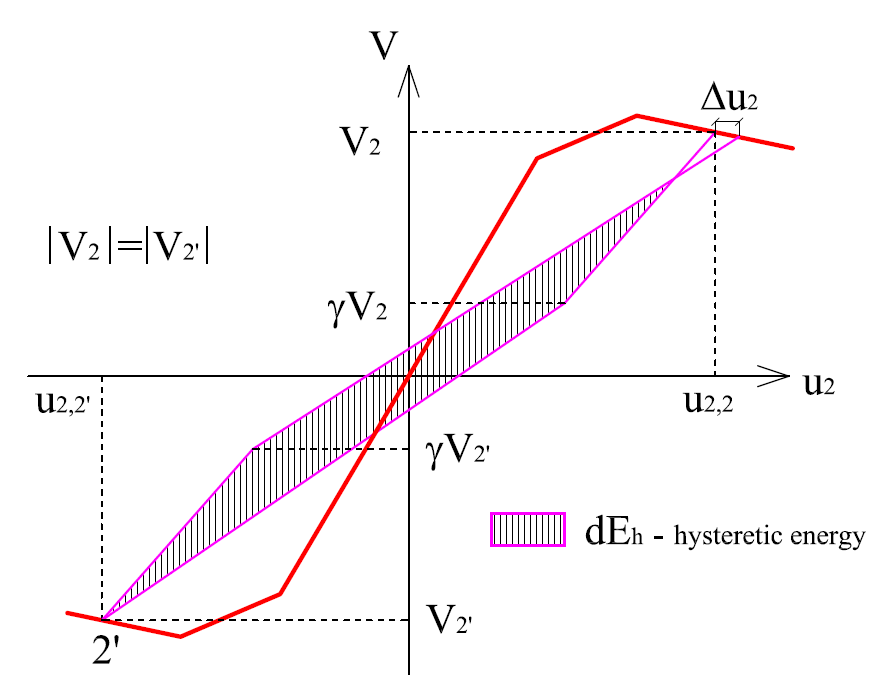 V
Δu2
V2
|V2|=|V2'|
γV2
u2
u2,2'
u2,2
γV2'
dEh - hysteretic energy
V2'
2'